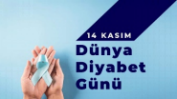 14 KASIM
Dünya
Diyabet
Günü